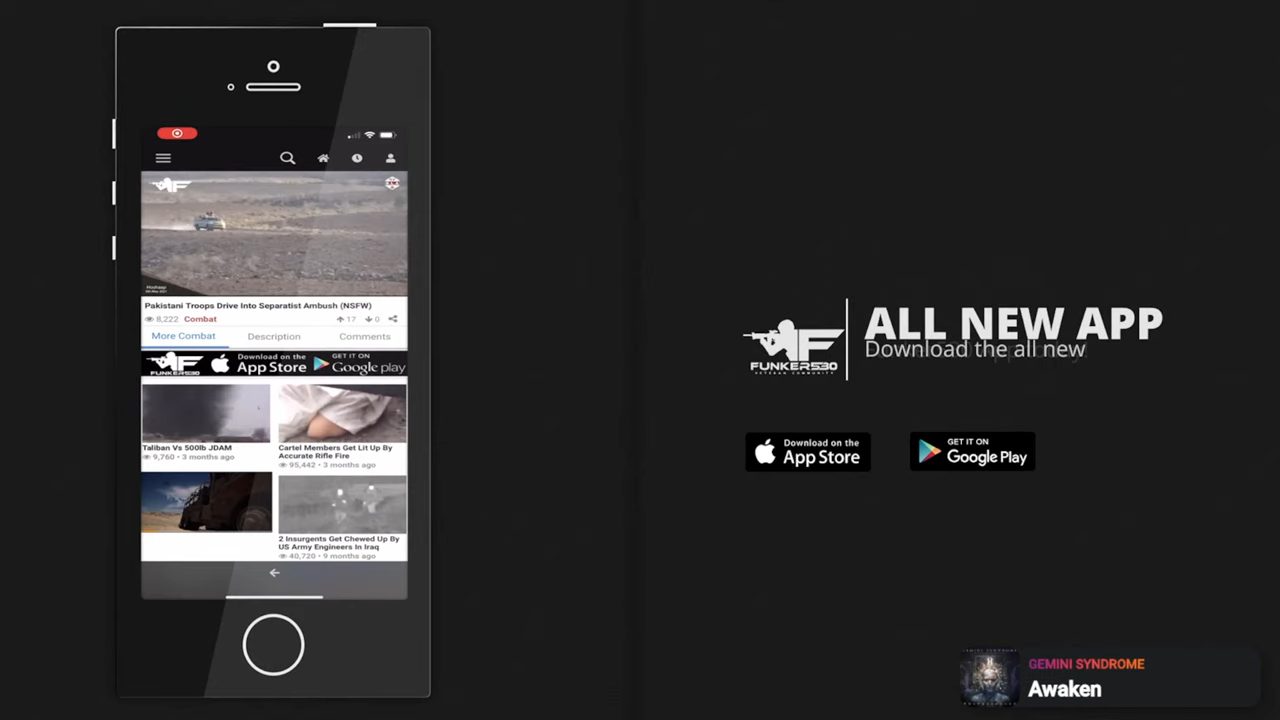 Pakistani Troops Drive Into Separatist Ambush (NSFW)
8,222 Combat
17 0
More Combat Description Comments
FUNKER530
Download on the
App Store
GET IT ON
Google play
Taliban Vs 500lb JDAM
9,760 • 3 months ago
Cartel Members Get Lit Up By
Accurate Rifle Fire
95,442 • 3 months ago
2 Insurgents Get Chewed Up By
US Army Engineers In Iraq
40,720 • 9 months ago
FUNKER530
VETERAN COMMUNITY
ALL NEW APP
Download the all new
Download on the
App Store
GET IT ON
Google Play
GEMINI SYNDROME
Awaken